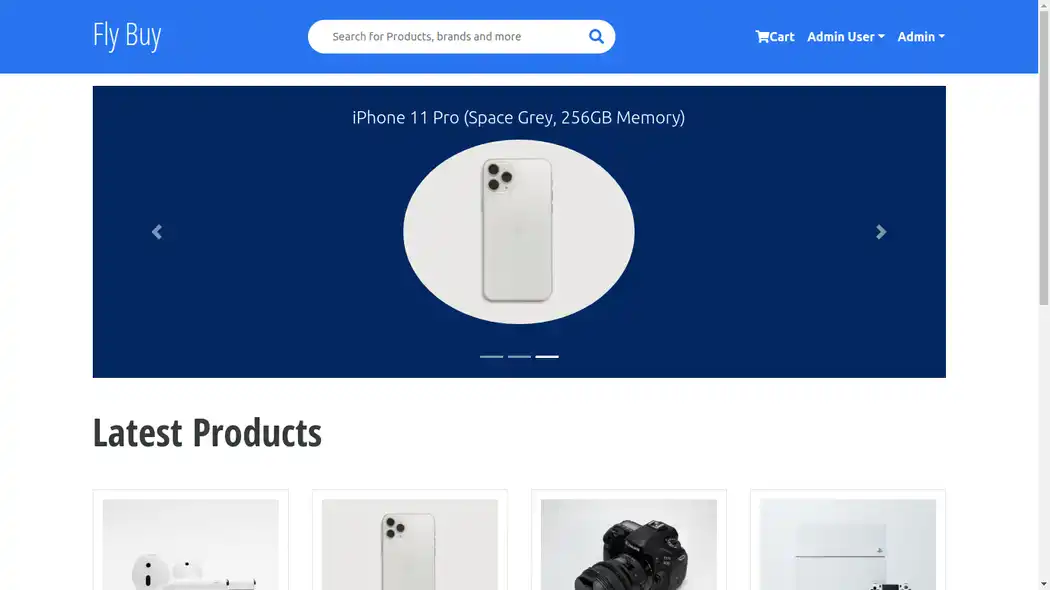 Fly Buy
Search for Products, brands and more
Cart
Admin User
Admin
iPhone 11 Pro (Space Grey, 256GB Memory)
Latest Products
Canon